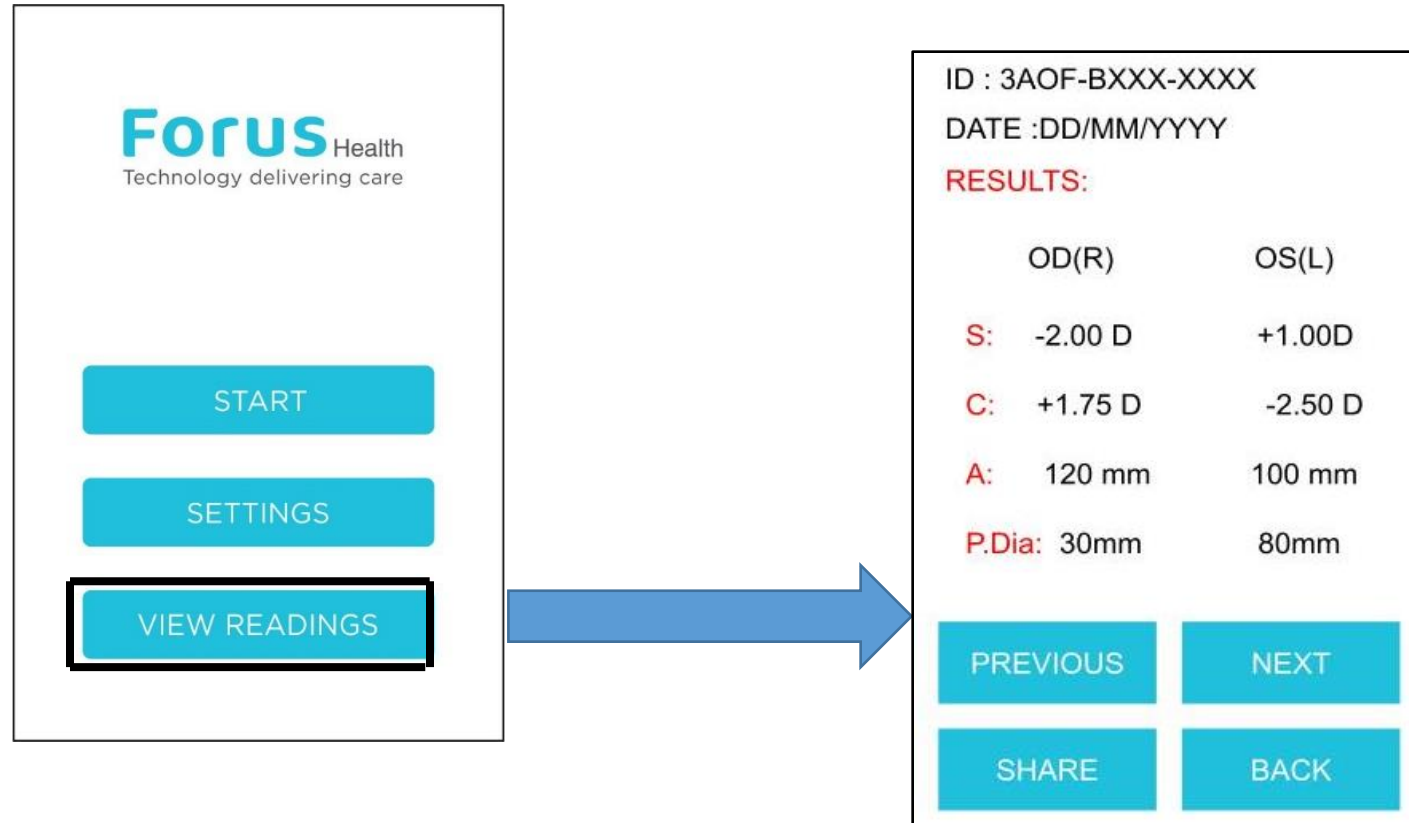 Forus Health
Technology delivering care
START
SETTINGS
VIEW READINGS
ID : 3AOF-BXXX-XXXX
DATE :DD/MM/YYYY
RESULTS:
OD(R) OS(L)
S: -2.00 D +1.00D
C: +1.75 D -2.50 D
A: 120 mm 100 mm
P.Dia: 30mm 80mm
PREVIOUS NEXT
SHARE BACK